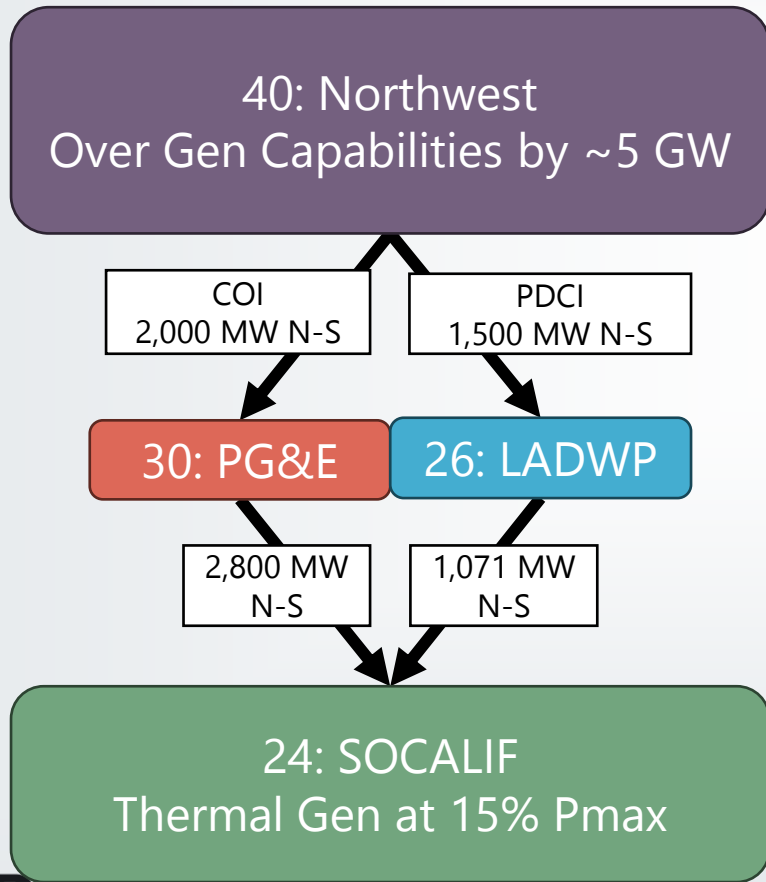 40: Northwest
Over Gen Capabilities by ~5 GW
COI
2,000 MW N-S
PDCI
1,500 MW N-S
30: PG&E
26: LADWP
2,800 MW
N-S
1,071 MW
N-S
24: SOCALIF
Thermal Gen at 15% Pmax